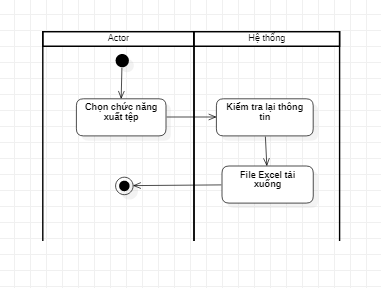 Actor
Hệ thống
Chọn chức năng
xuất tệp
Kiểm tra lại thông
tin
File Excel tải
xuống